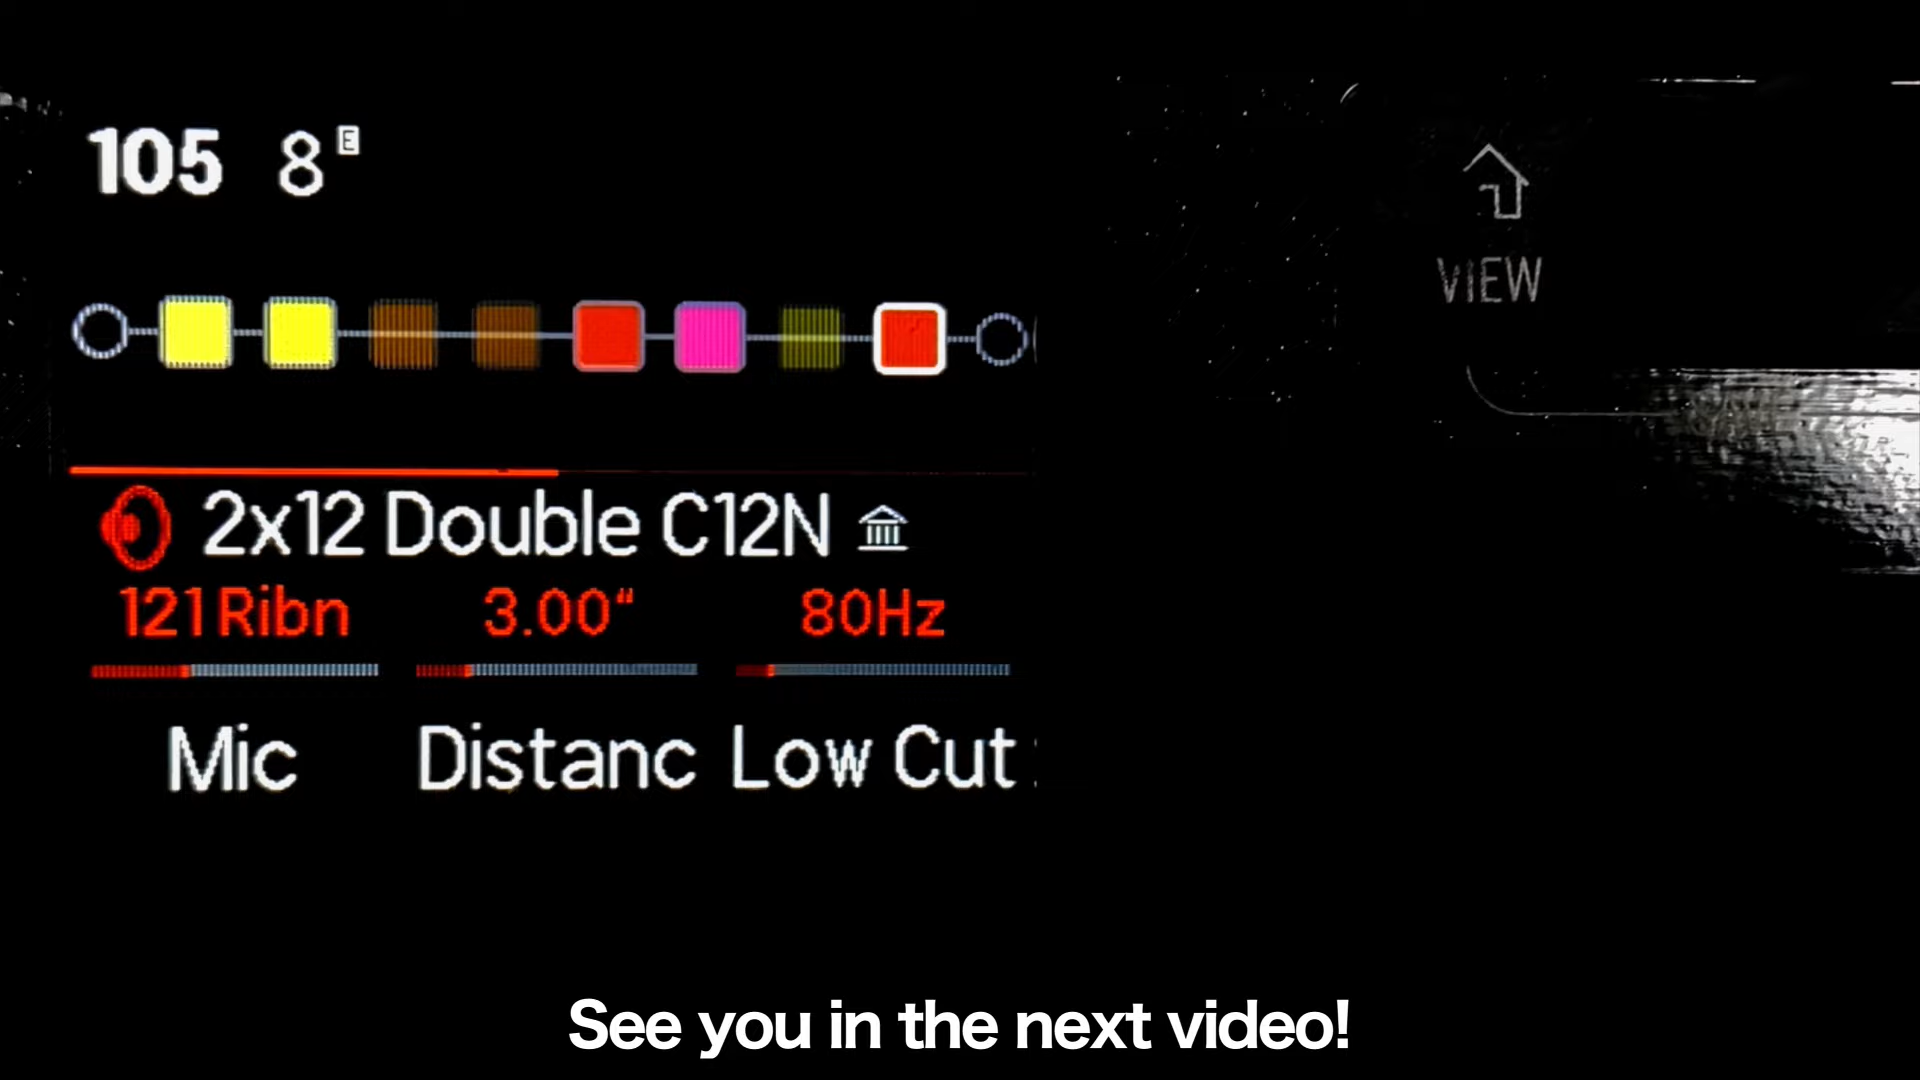 105 8 E
VIEW
2x12 Double C12N
121 Ribn 3.00" 80Hz
Mic Distanc Low Cut
See you in the next video!